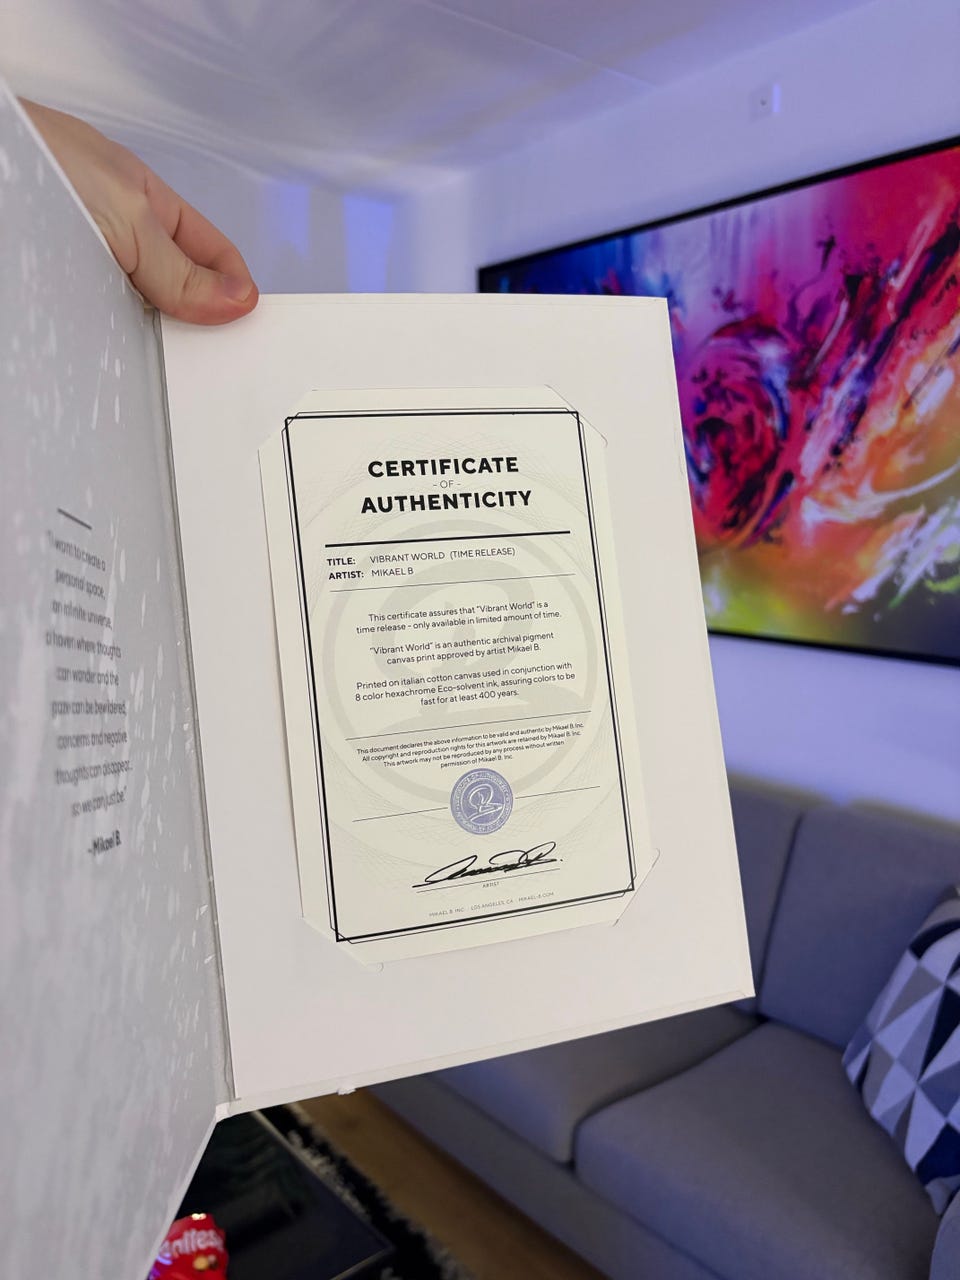 "I want to create a
personal space,
an infinite universe,
a haven where thoughts
can wander and the
gaze can be bewildered,
concerns and negative
thoughts can disappear,
so we can just be."
- Mikael B.
CERTIFICATE
- OF -
AUTHENTICITY
TITLE: VIBRANT WORLD (TIME RELEASE)
ARTIST: MIKAEL B
This certificate assures that "Vibrant World" is a
time release - only available in limited amount of time.
"Vibrant World" is an authentic archival pigment
canvas print approved by artist Mikael B.
Printed on italian cotton canvas used in conjunction with
8 color hexachrome Eco-solvent ink, assuring colors to be
fast for at least 400 years.
This document declares the above information to be valid and authentic by Mikael B. Inc.
All copyright and reproduction rights for this artwork are retained by Mikael B. Inc.
This artwork may not be reproduced by any process without written
permission of Mikael B. Inc.
ARTIST
MIKAEL B. INC. · LOS ANGELES, CA · MIKAEL-B.COM